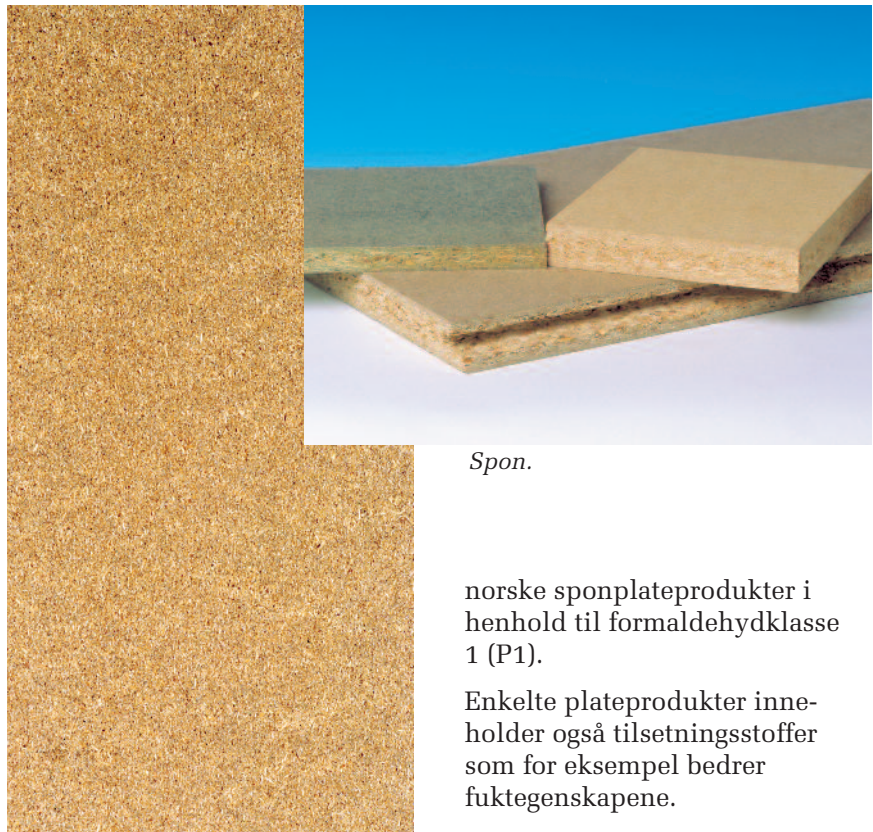 Spon.
norske sponplateprodukter i
henhold til formaldehydklasse
1 (P1).
Enkelte plateprodukter inne-
holder også tilsetningsstoffer
som for eksempel bedrer
fuktegenskapene.